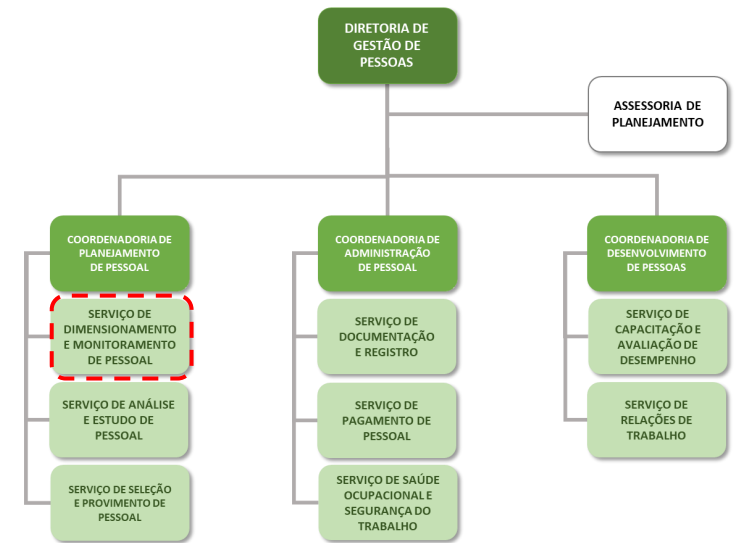 DIRETORIA DE
GESTÃO DE
PESSOAS
ASSESSORIA DE
PLANEJAMENTO
COORDENADORIA DE
PLANEJAMENTO
DE PESSOAL
SERVIÇO DE
DIMENSIONAMENTO
E MONITORAMENTO
DE PESSOAL
SERVIÇO DE ANÁLISE
E ESTUDO DE
PESSOAL
SERVIÇO DE SELEÇÃO
E PROVIMENTO DE
PESSOAL
COORDENADORIA DE
ADMINISTRAÇÃO
DE PESSOAL
SERVIÇO DE
DOCUMENTAÇÃO
E REGISTRO
SERVIÇO DE
PAGAMENTO DE
PESSOAL
SERVIÇO DE SAÚDE
OCUPACIONAL E
SEGURANÇA DO
TRABALHO
COORDENADORIA DE
DESENVOLVIMENTO
DE PESSOAS
SERVIÇO DE
CAPACITAÇÃO E
AVALIAÇÃO DE
DESEMPENHO
SERVIÇO DE
RELAÇÕES DE
TRABALHO